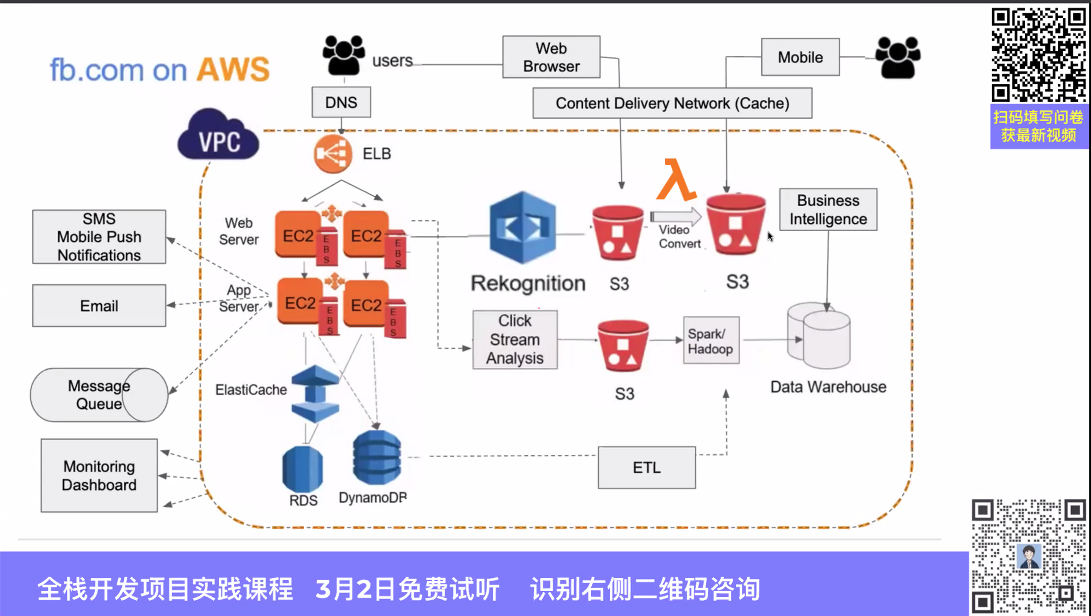 fb.com on AWS
users
Web
Browser
Mobile
扫码填写问卷
获最新视频
DNS
Content Delivery Network (Cache)
VPC
ELB
λ
SMS
Mobile Push
Notifications
Web
Server
EC2
EBS
EC2
EBS
Rekognition
S3
Video
Convert
S3
Business
Intelligence
Email
App
Server
EC2
EBS
EC2
EBS
Click
Stream
Analysis
S3
Spark/
Hadoop
Data Warehouse
Message
Queue
ElastiCache
Monitoring
Dashboard
RDS
DynamoDB
ETL
全栈开发项目实践课程 3月2日免费试听 识别右侧二维码咨询